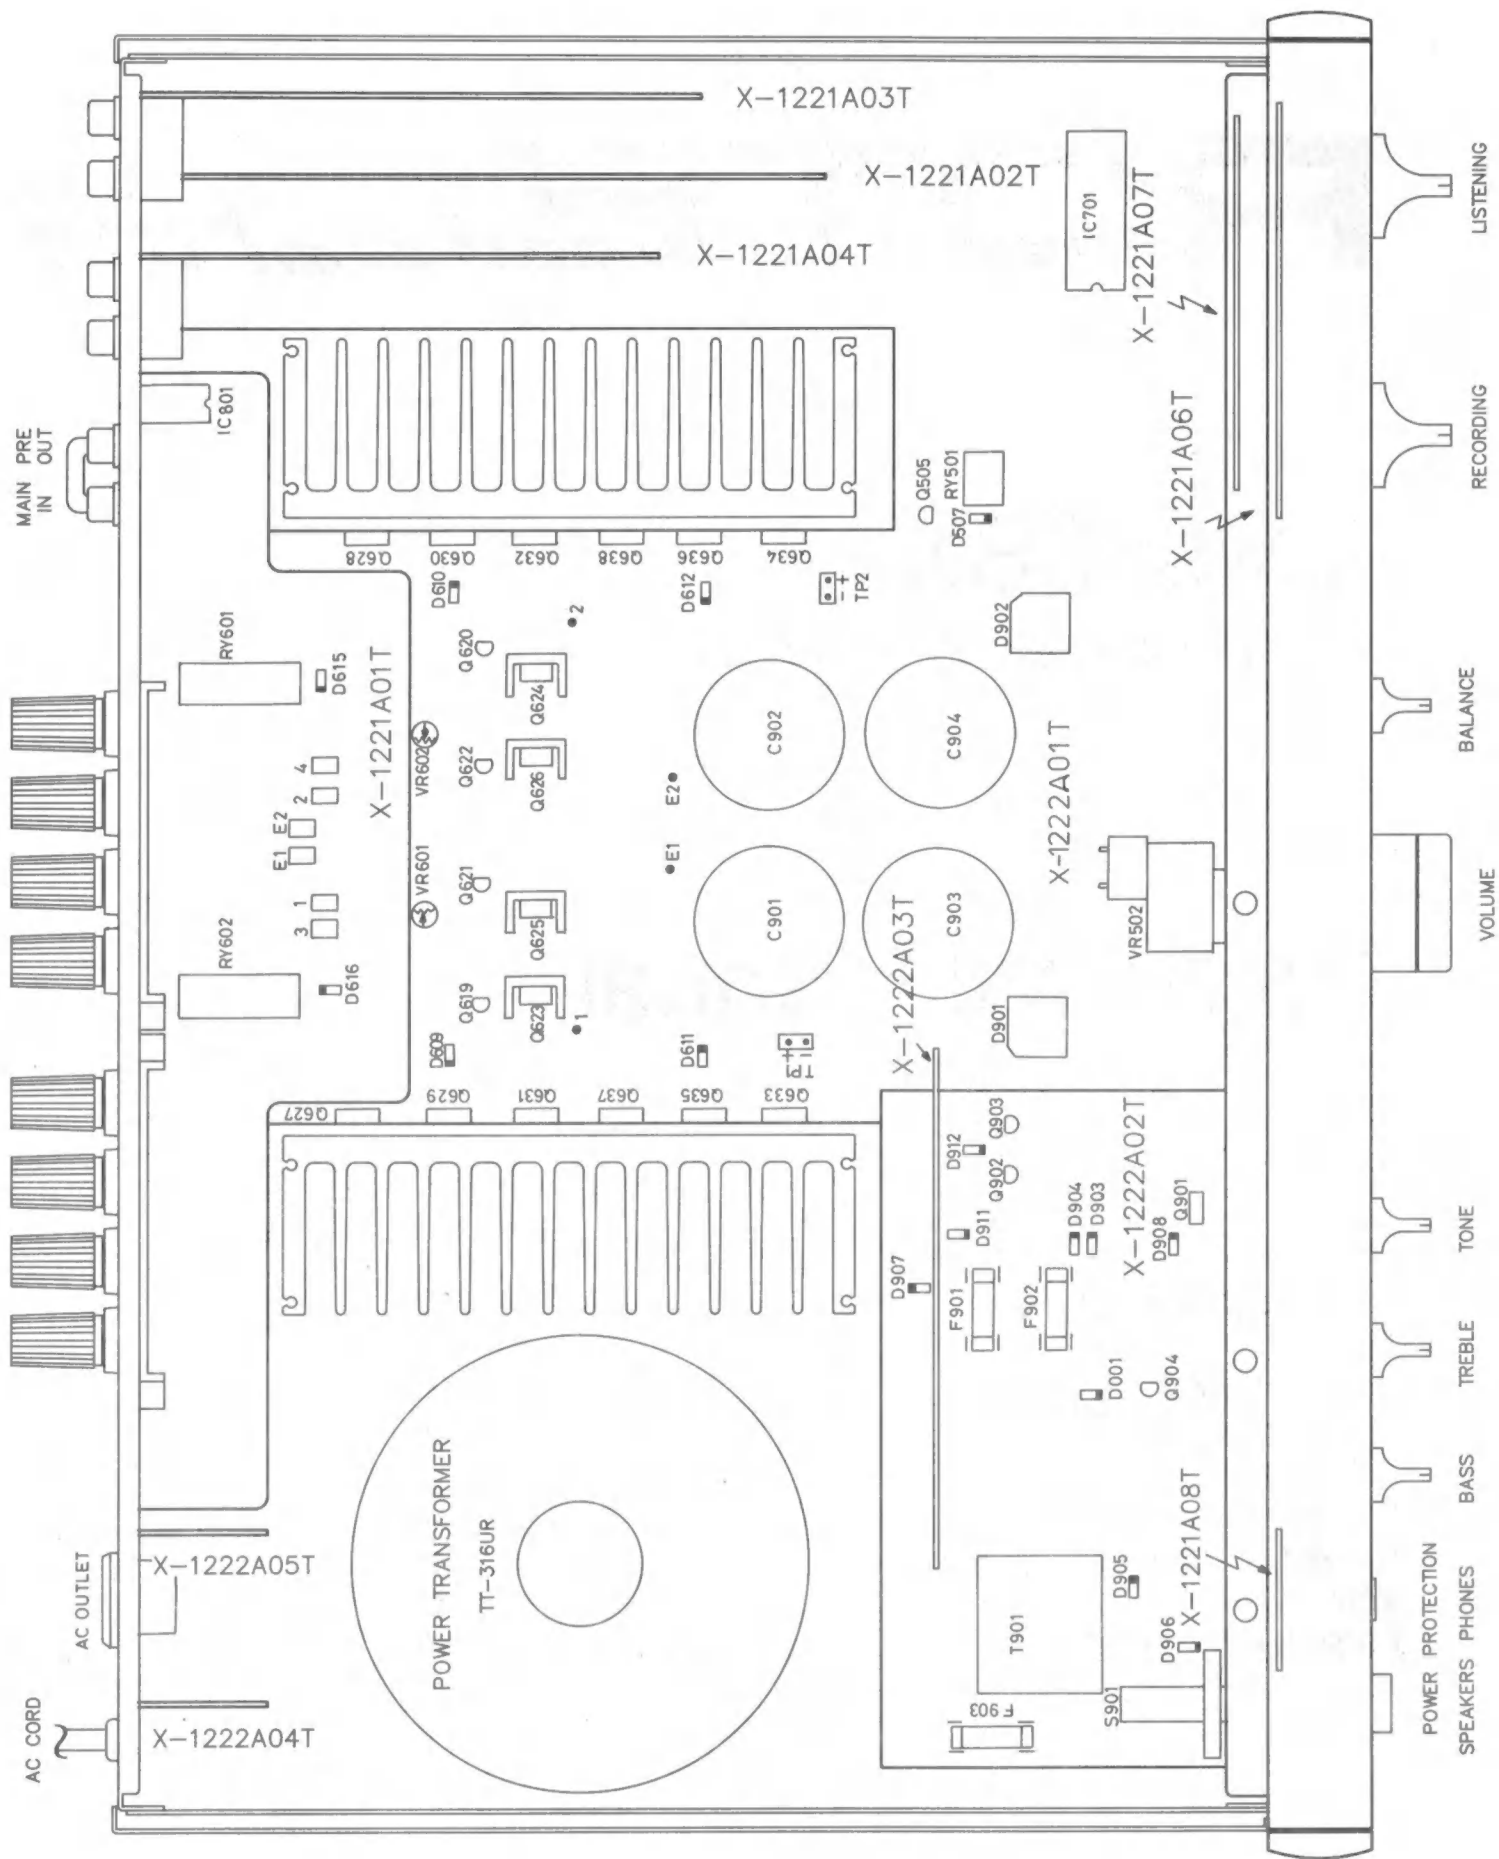 X-1221A03T
X-1221A02T
X-1221A04T
IC701
X-1221A07T
X-1221A06T
LISTENING
RECORDING
MAIN PRE
IN OUT
IC801
Q628
Q630
Q632
Q638
Q636
Q634
D610
D612
- +
TP2
Q505
RY501
D607
D902
RY601
D615
X-1221A01T
4
2
E2
E1
1
3
RY602
D616
VR602
VR601
Q620
Q622
Q621
Q619
Q624
Q626
Q625
Q623
2
1
E2
E1
C902
C904
C901
C903
X-1222A01T
X-1222A03T
VR502
BALANCE
VOLUME
D609
D611
TP1
- +
D901
Q627
Q629
Q631
Q637
Q635
Q633
D912
Q903
Q902
D911
D907
D904
D903
X-1222A02T
D908
Q901
F901
F902
D001
Q904
TONE
TREBLE
BASS
POWER TRANSFORMER
TT-316UR
AC OUTLET
X-1222A05T
AC CORD
X-1222A04T
T901
D905
D906
X-1221A08T
S901
F903
POWER PROTECTION
SPEAKERS PHONES